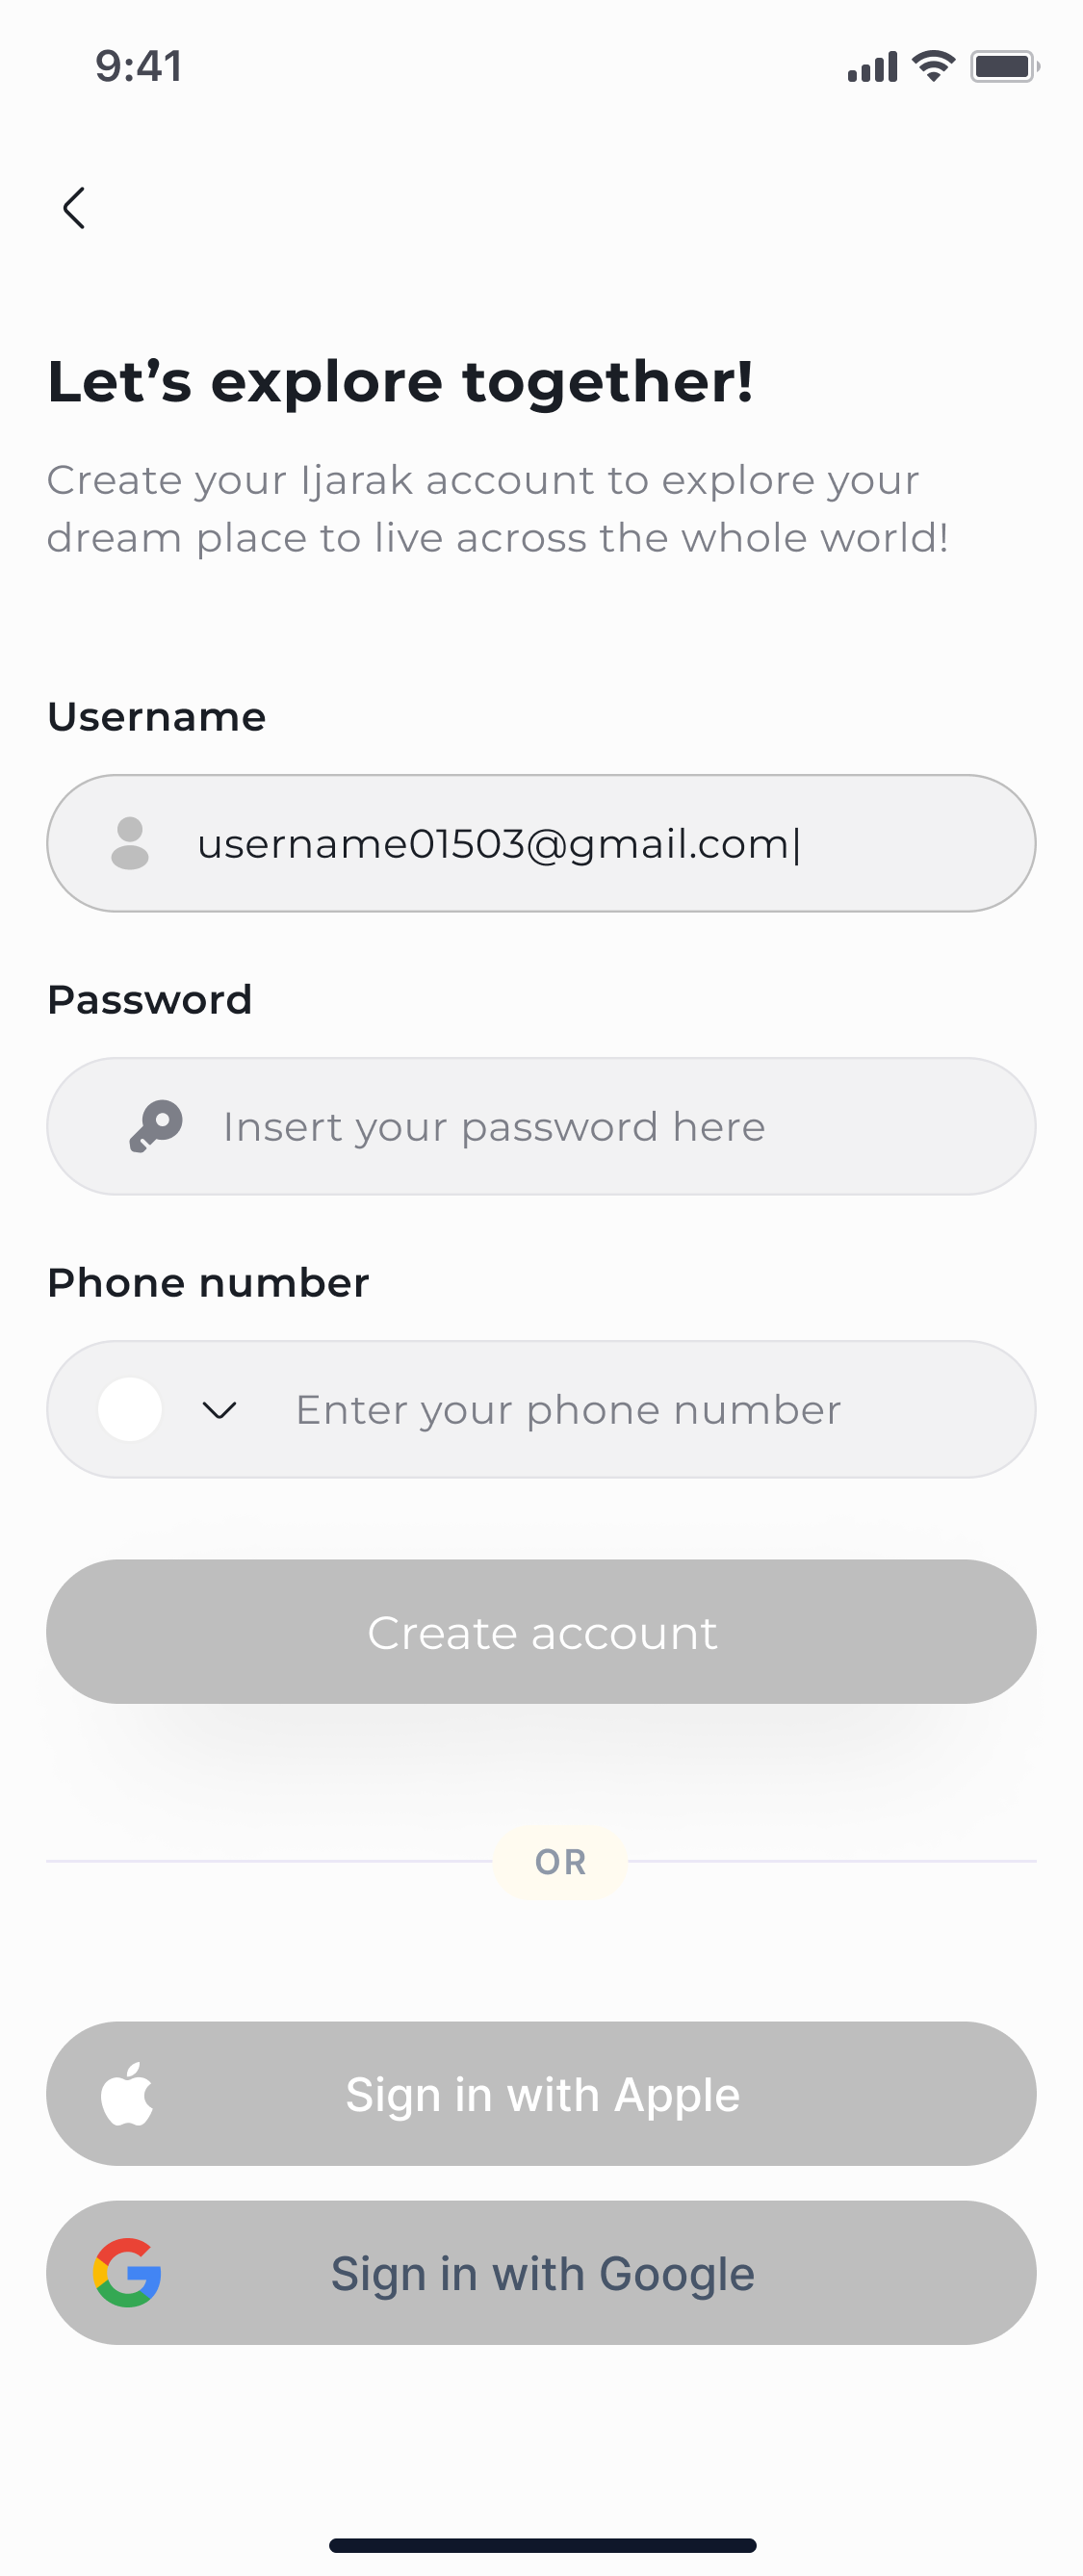 9:41
Let’s explore together!
Create your Ijarak account to explore your
dream place to live across the whole world!
Username
username01503@gmail.com|
Password
Insert your password here
Phone number
Enter your phone number
Create account
OR
Sign in with Apple
Sign in with Google